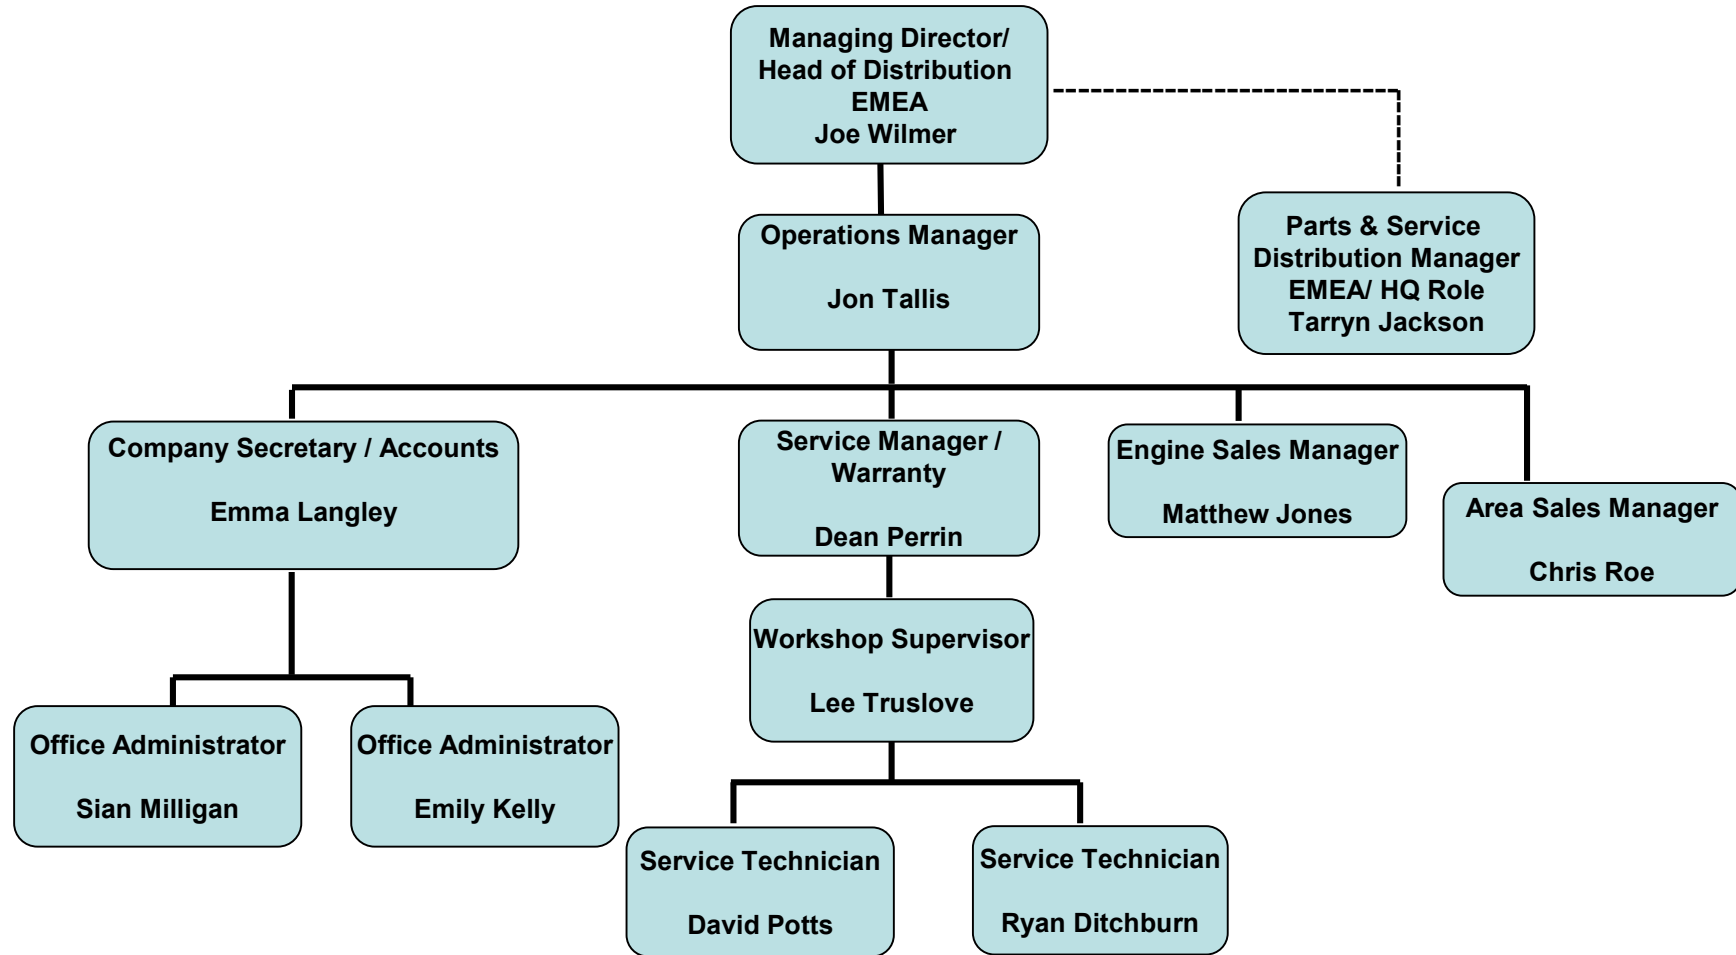 Managing Director/
Head of Distribution
EMEA
Joe Wilmer
Operations Manager
Jon Tallis
Parts & Service
Distribution Manager
EMEA/ HQ Role
Tarryn Jackson
Company Secretary / Accounts
Emma Langley
Service Manager /
Warranty
Dean Perrin
Engine Sales Manager
Matthew Jones
Area Sales Manager
Chris Roe
Workshop Supervisor
Lee Truslove
Office Administrator
Sian Milligan
Office Administrator
Emily Kelly
Service Technician
David Potts
Service Technician
Ryan Ditchburn